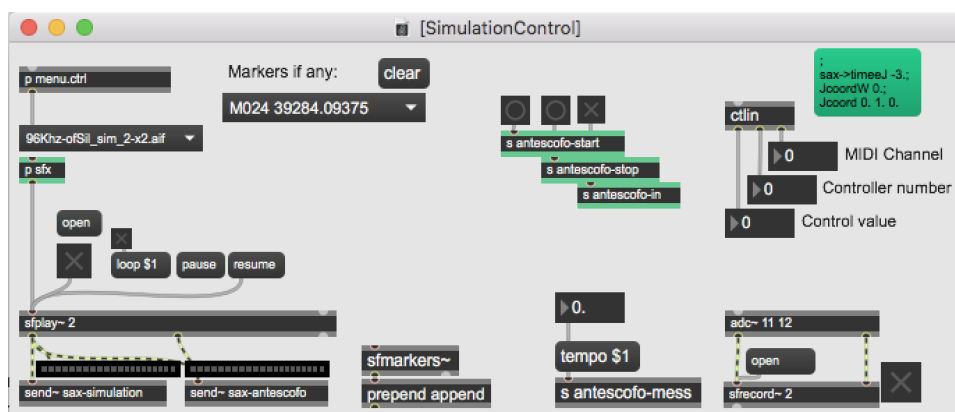 [SimulationControl]
p menu.ctrl
Markers if any:
clear
M024 39284.09375
;
sax->timeeJ -3.;
JcoordW 0.;
Jcoord 0. 1. 0.
96Khz-ofSil_sim_2-x2.aif
p sfx
s antescofo-start
s antescofo-stop
s antescofo-in
ctlin
0
MIDI Channel
0
Controller number
0
Control value
open
loop $1
pause
resume
sfplay~ 2
send~ sax-simulation
send~ sax-antescofo
sfmarkers~
prepend append
0.
tempo $1
s antescofo-mess
adc~ 11 12
open
sfrecord~ 2